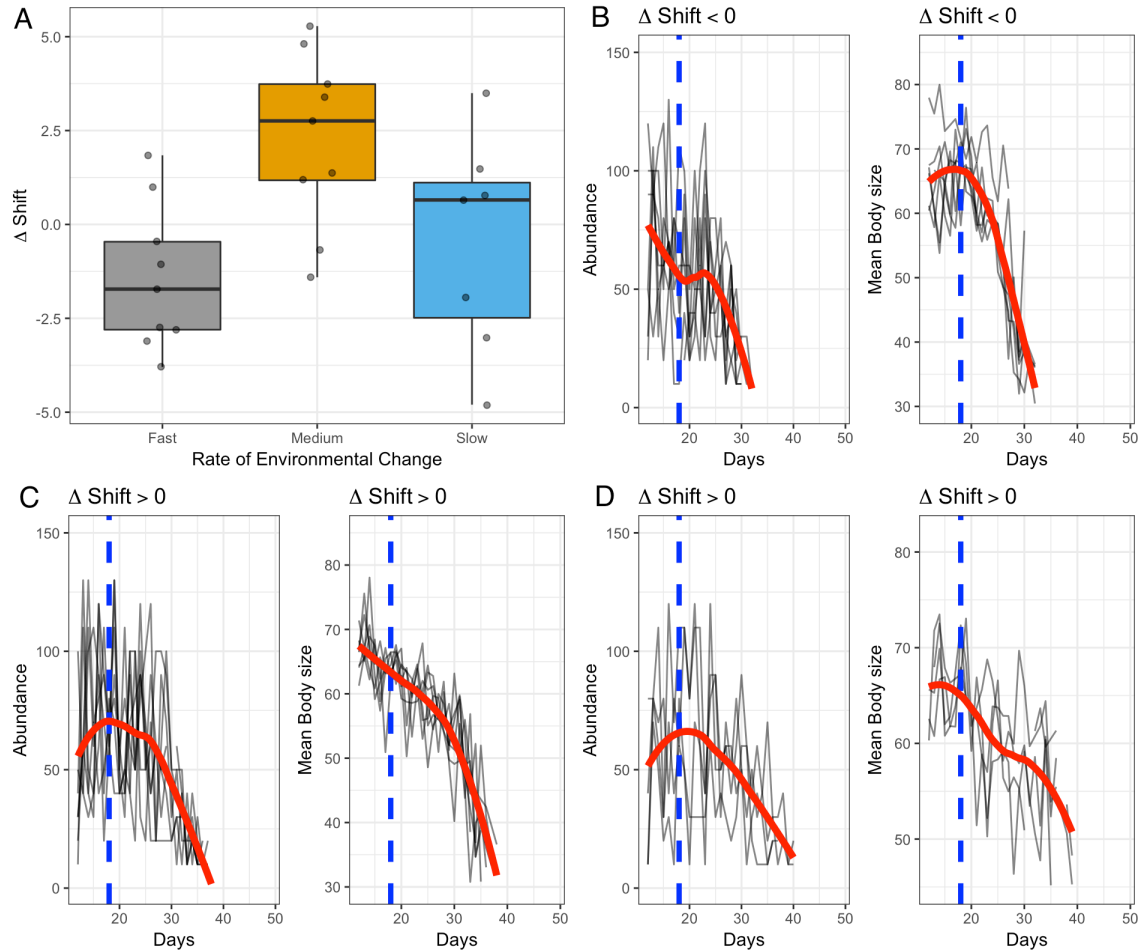 A
5.0
2.5
0.0
-2.5
-5.0
Δ Shift
Fast
Medium
Slow
Rate of Environmental Change
B
Δ Shift < 0
150
100
50
0
Abundance
20
30
40
50
Days
Δ Shift < 0
80
70
60
50
40
30
Mean Body size
20
30
40
50
Days
C
Δ Shift > 0
150
100
50
0
Abundance
20
30
40
50
Days
Δ Shift > 0
80
70
60
50
40
30
Mean Body size
20
30
40
50
Days
D
Δ Shift > 0
150
100
50
0
Abundance
20
30
40
50
Days
Δ Shift > 0
80
70
60
50
Mean Body size
20
30
40
50
Days